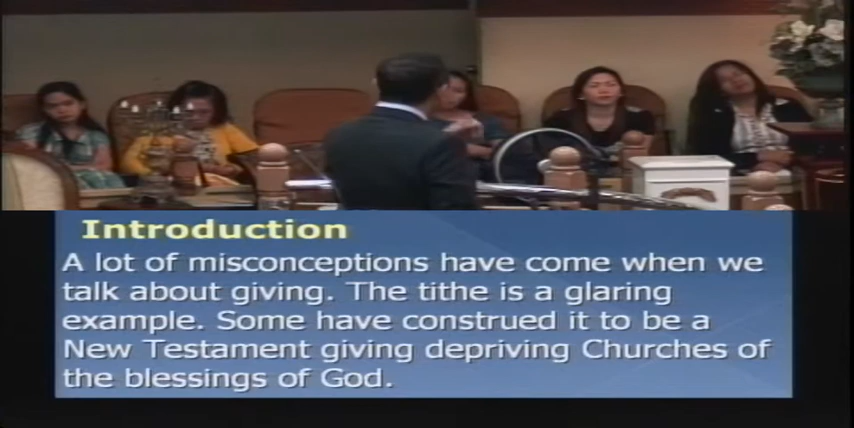 Introduction
A lot of misconceptions have come when we
talk about giving. The tithe is a glaring
example. Some have construed it to be a
New Testament giving depriving Churches of
the blessings of God.